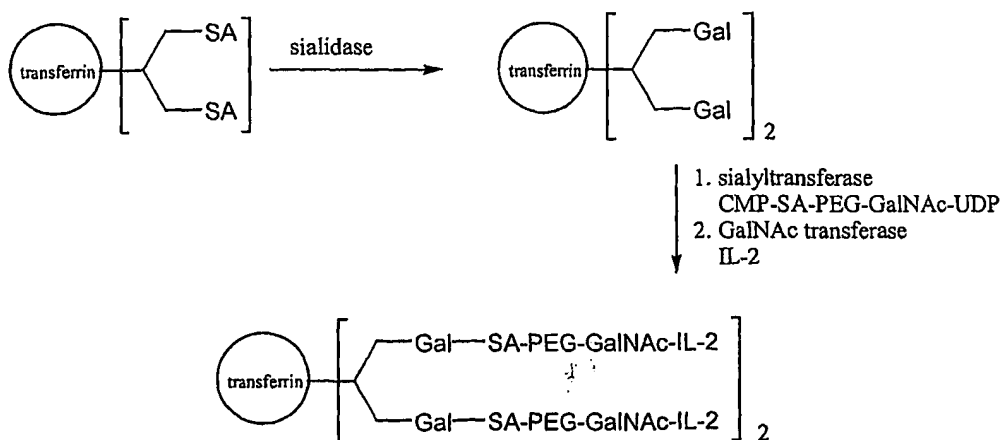 SA
transferrin
SA
sialidase
Gal
transferrin
Gal
2
1. sialyltransferase
CMP-SA-PEG-GalNAc-UDP
2. GalNAc transferrase
IL-2
Gal—SA-PEG-GalNAc-IL-2
transferrin
Gal—SA-PEG-GalNAc-IL-2
2